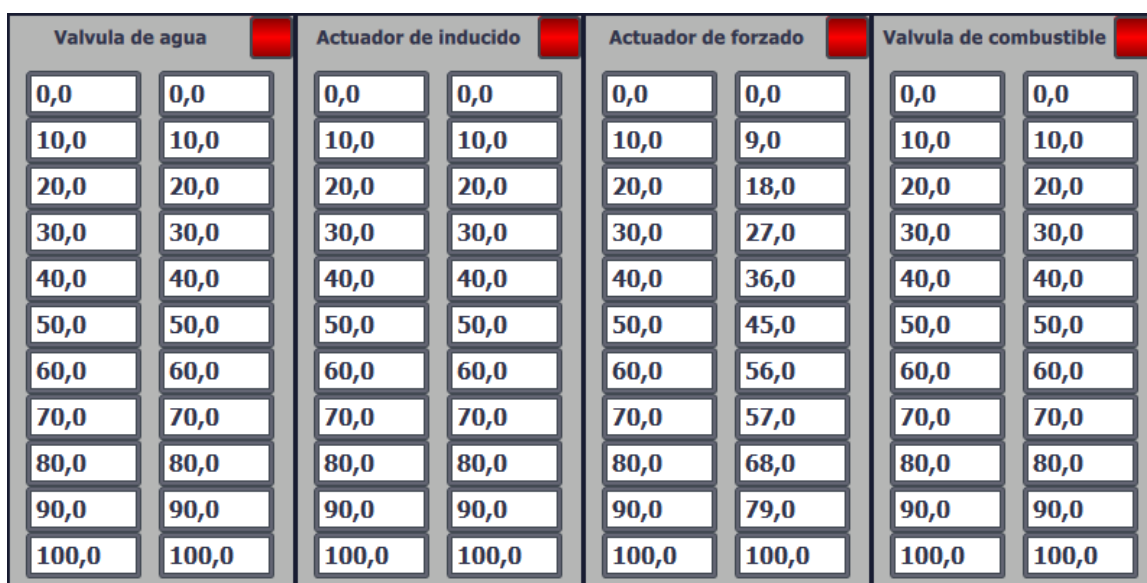 Valvula de agua Actuador de inducido Actuador de forzado Valvula de combustible
0,0 0,0 0,0 0,0 0,0 0,0 0,0 0,0
10,0 10,0 10,0 10,0 10,0 9,0 10,0 10,0
20,0 20,0 20,0 20,0 20,0 18,0 20,0 20,0
30,0 30,0 30,0 30,0 30,0 27,0 30,0 30,0
40,0 40,0 40,0 40,0 40,0 36,0 40,0 40,0
50,0 50,0 50,0 50,0 50,0 45,0 50,0 50,0
60,0 60,0 60,0 60,0 60,0 56,0 60,0 60,0
70,0 70,0 70,0 70,0 70,0 57,0 70,0 70,0
80,0 80,0 80,0 80,0 80,0 68,0 80,0 80,0
90,0 90,0 90,0 90,0 90,0 79,0 90,0 90,0
100,0 100,0 100,0 100,0 100,0 100,0 100,0 100,0